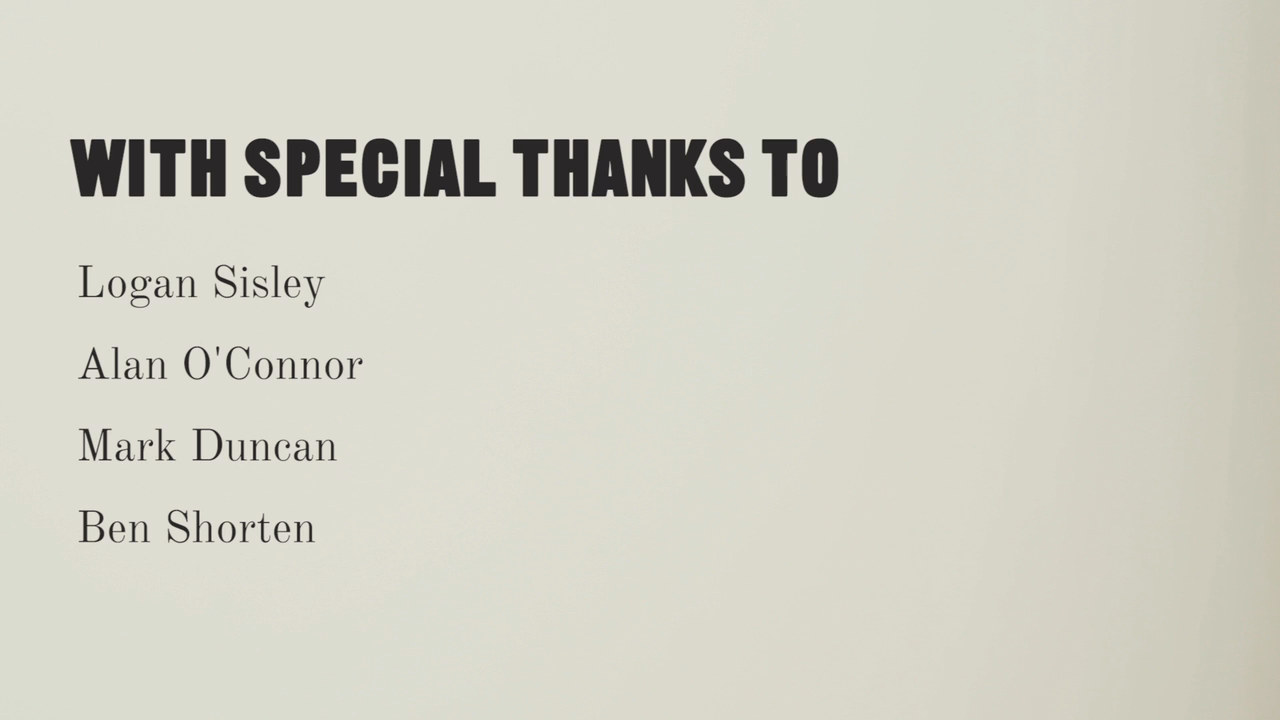 WITH SPECIAL THANKS TO
Logan Sisley
Alan O'Connor
Mark Duncan
Ben Shorten